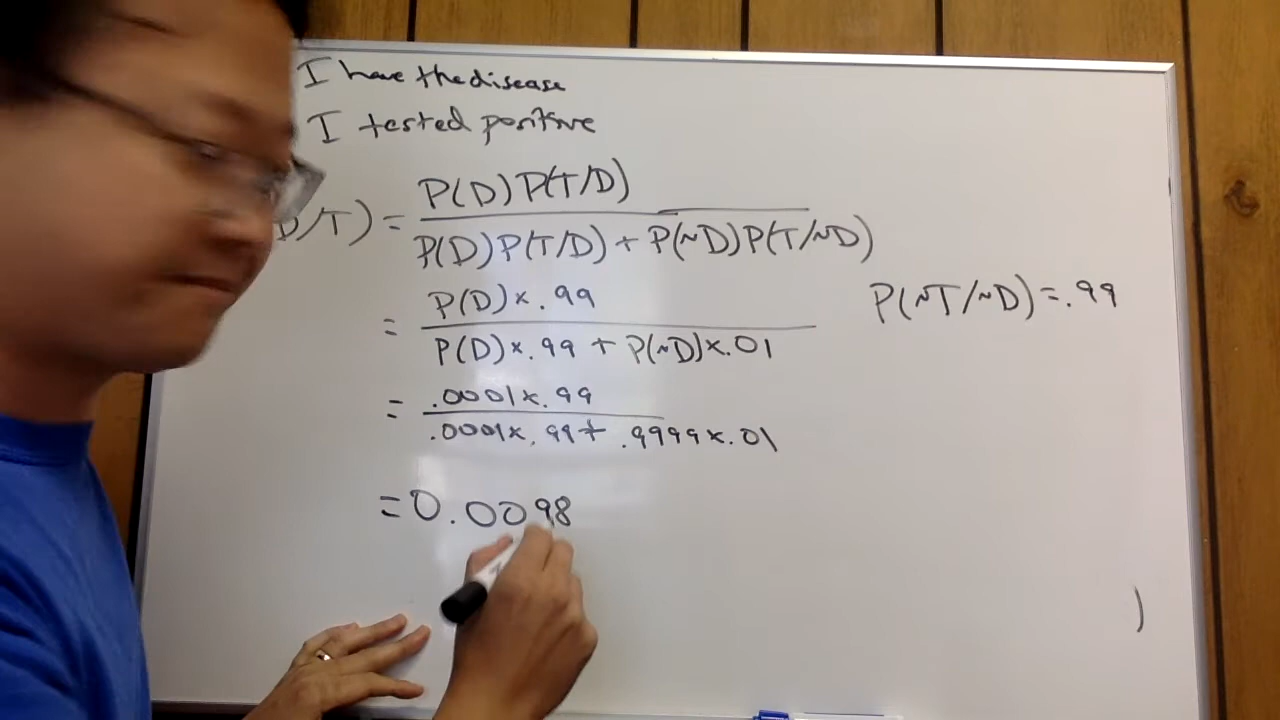 I have the disease
I tested positive
D/T) = P(D)P(T/D)
P(D)P(T/D) + P(~D)P(T/~D)
P(~T/~D) = .99
= P(D) x .99
P(D) x .99 + P(~D) x .01
= .0001 x .99
.0001 x .99 + .9999 x .01
= 0.0098
)